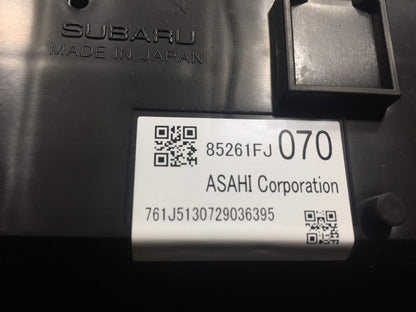 SUBARU
MADE IN JAPAN
85261FJ 070
ASAHI Corporation
761J5130729036395